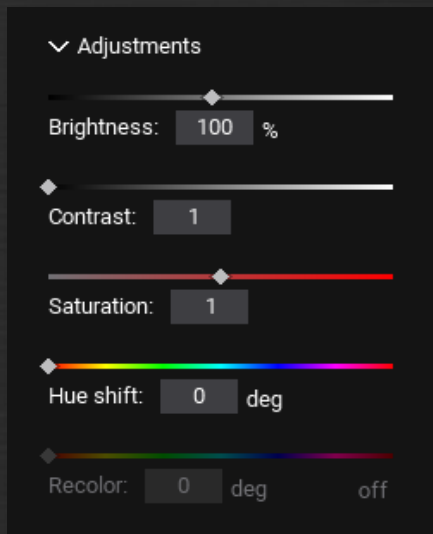 Adjustments
Brightness: 100 %
Contrast: 1
Saturation: 1
Hue shift: 0 deg
Recolor: 0 deg off